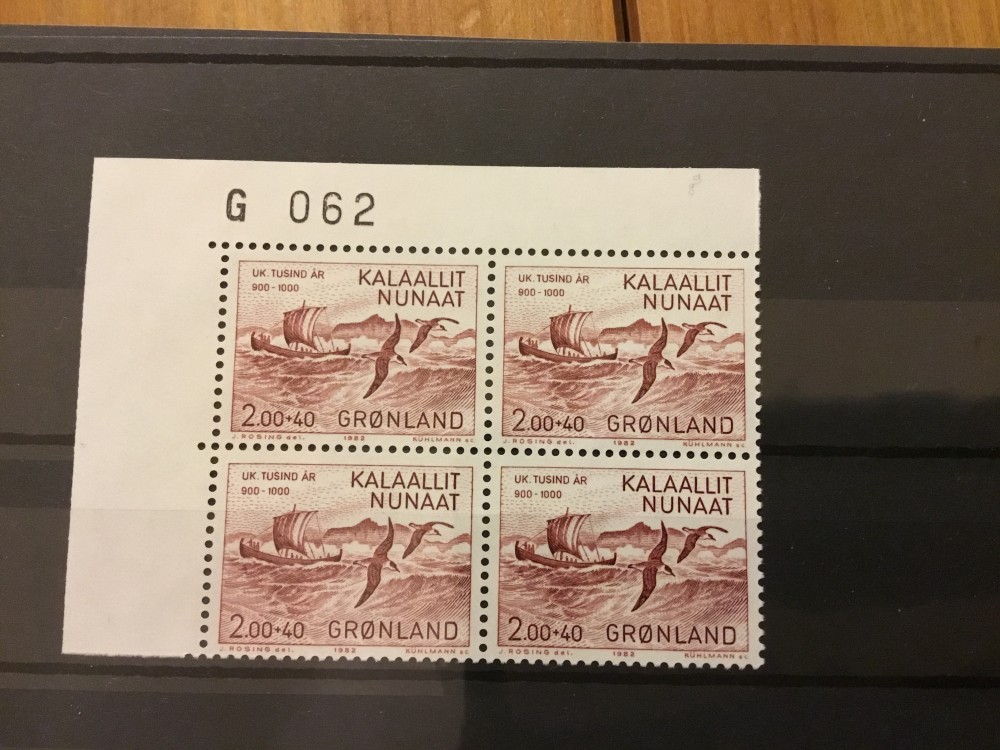 G 062
UK. TUSIND ÅR
900 - 1000
KALAALLIT
NUNAAT
2.00+40 GRØNLAND
J. ROSING del. 1982 KÜHLMANN sc.
UK. TUSIND ÅR
900 - 1000
KALAALLIT
NUNAAT
2.00+40 GRØNLAND
J. ROSING del. 1982 KÜHLMANN sc.
UK. TUSIND ÅR
900 - 1000
KALAALLIT
NUNAAT
2.00+40 GRØNLAND
J. ROSING del. 1982 KÜHLMANN sc.
UK. TUSIND ÅR
900 - 1000
KALAALLIT
NUNAAT
2.00+40 GRØNLAND
J. ROSING del. 1982 KÜHLMANN sc.